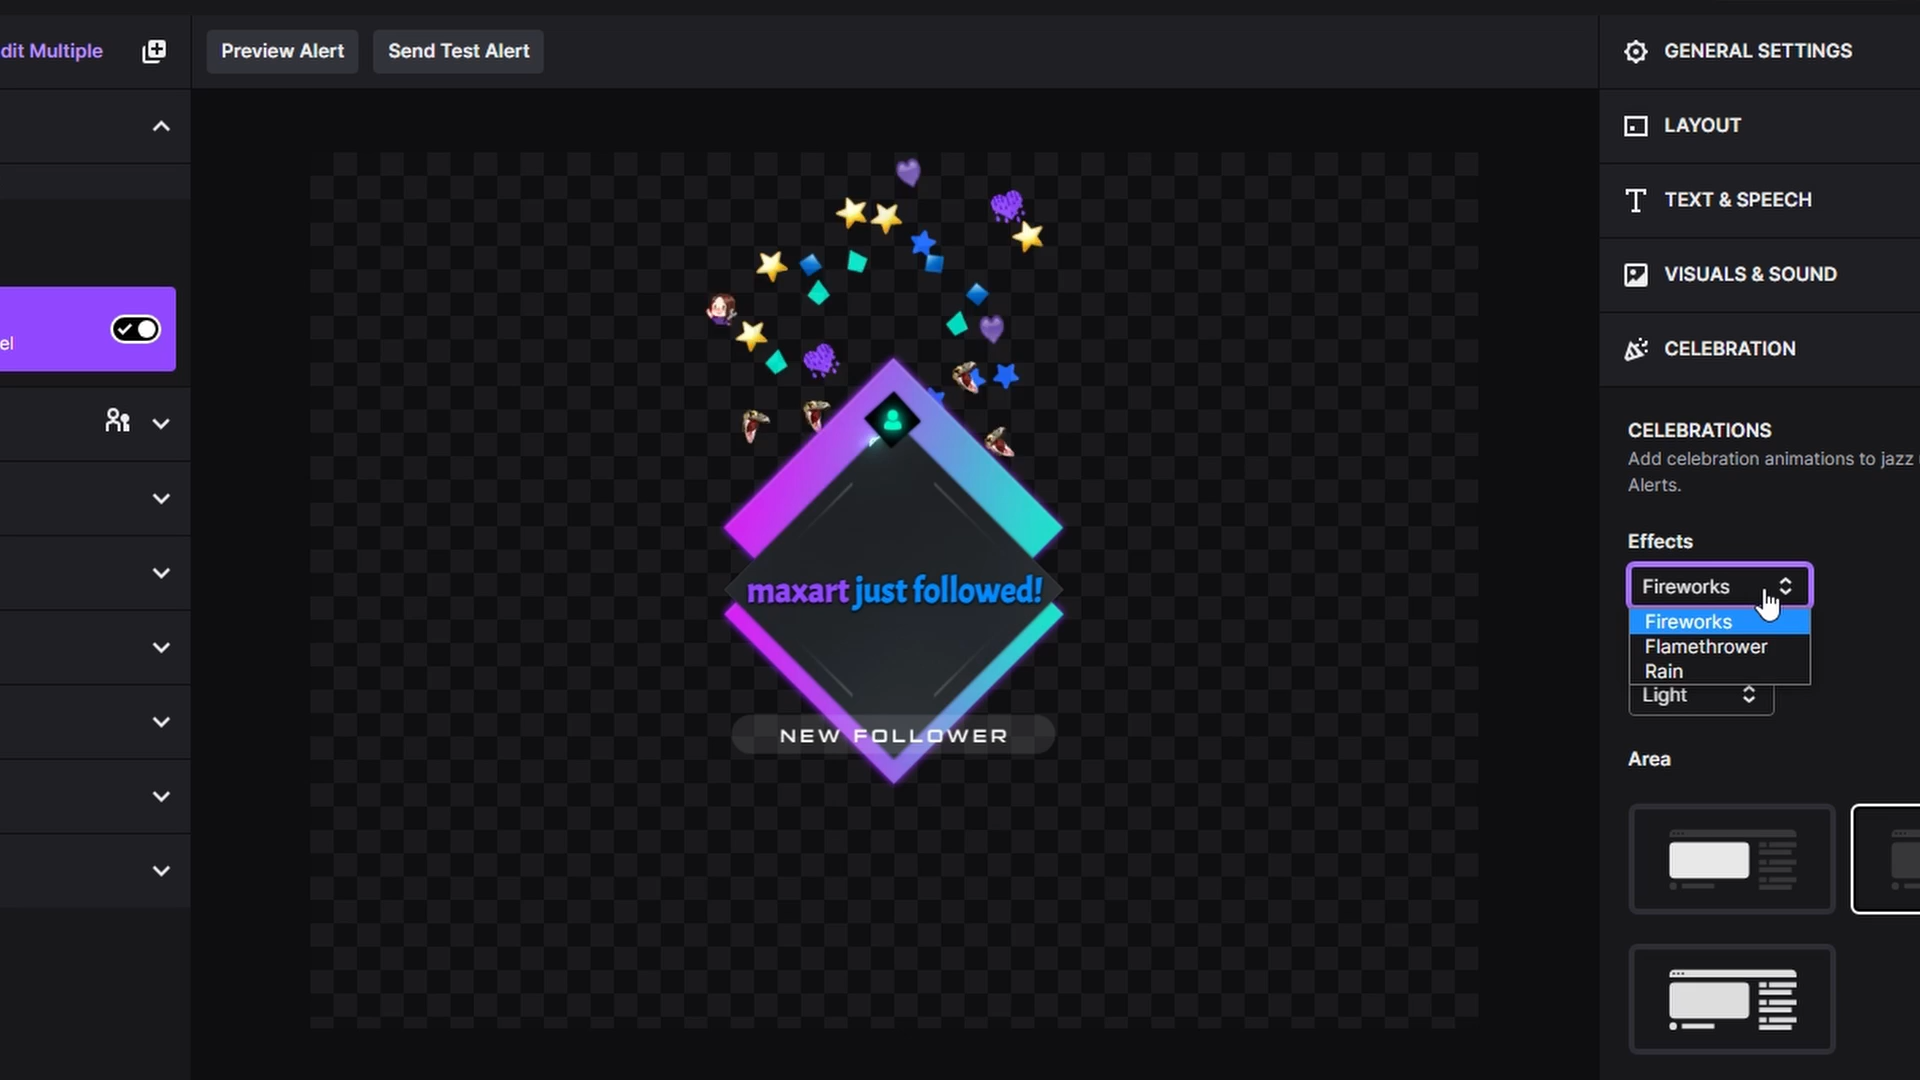 dit Multiple
Preview Alert
Send Test Alert
GENERAL SETTINGS
LAYOUT
TEXT & SPEECH
VISUALS & SOUND
CELEBRATION
el
maxart just followed!
NEW FOLLOWER
CELEBRATIONS
Add celebration animations to jazz
Alerts.
Effects
Fireworks
Fireworks
Flamethrower
Rain
Light
Area